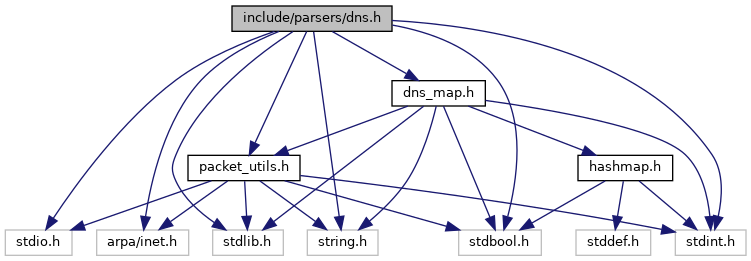 include/parsers/dns.h
dns_map.h
packet_utils.h
hashmap.h
stdio.h
arpa/inet.h
stdlib.h
string.h
stdbool.h
stddef.h
stdint.h